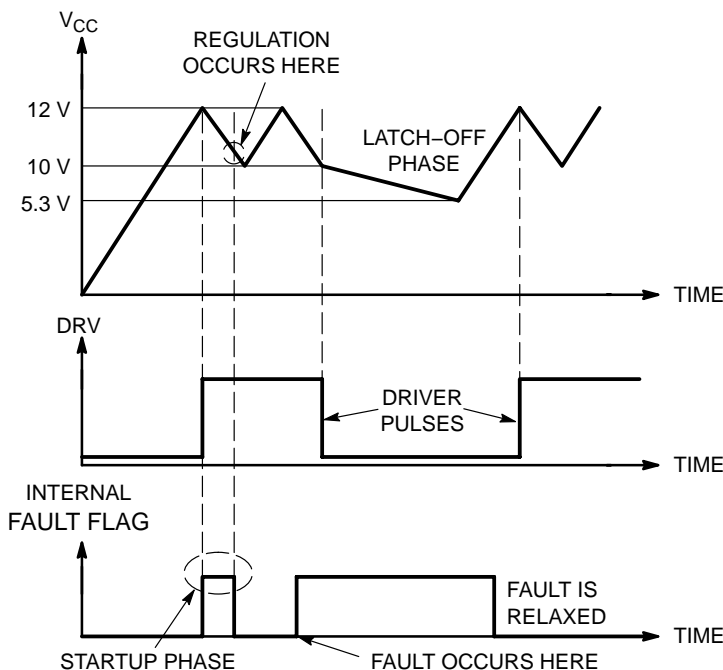 VCC
REGULATION
OCCURS HERE
12 V
LATCH–OFF
PHASE
10 V
5.3 V
TIME
DRV
DRIVER
PULSES
TIME
INTERNAL
FAULT FLAG
FAULT IS
RELAXED
TIME
STARTUP PHASE
FAULT OCCURS HERE